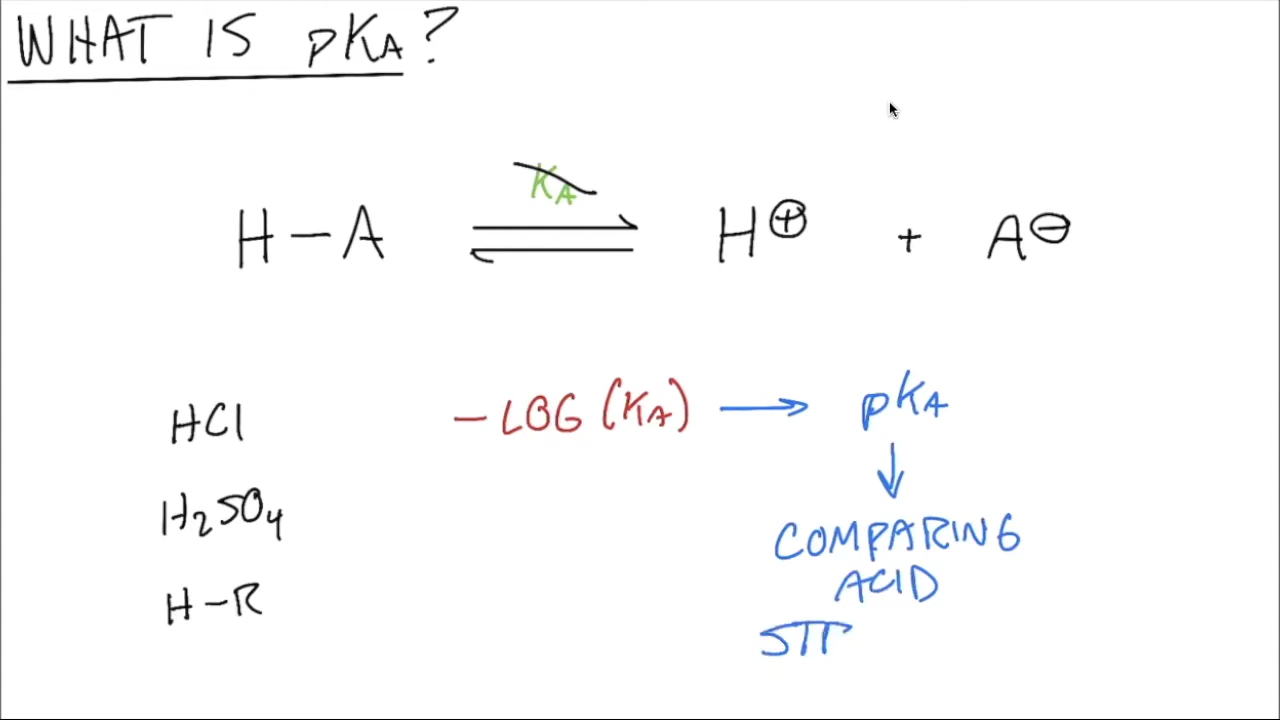 WHAT IS pKA?
KA
H-A ⇌ H⊕ + A⊖
HCl
-LOG (KA) → pKA
↓
H2SO4
COMPARING
ACID
H-R